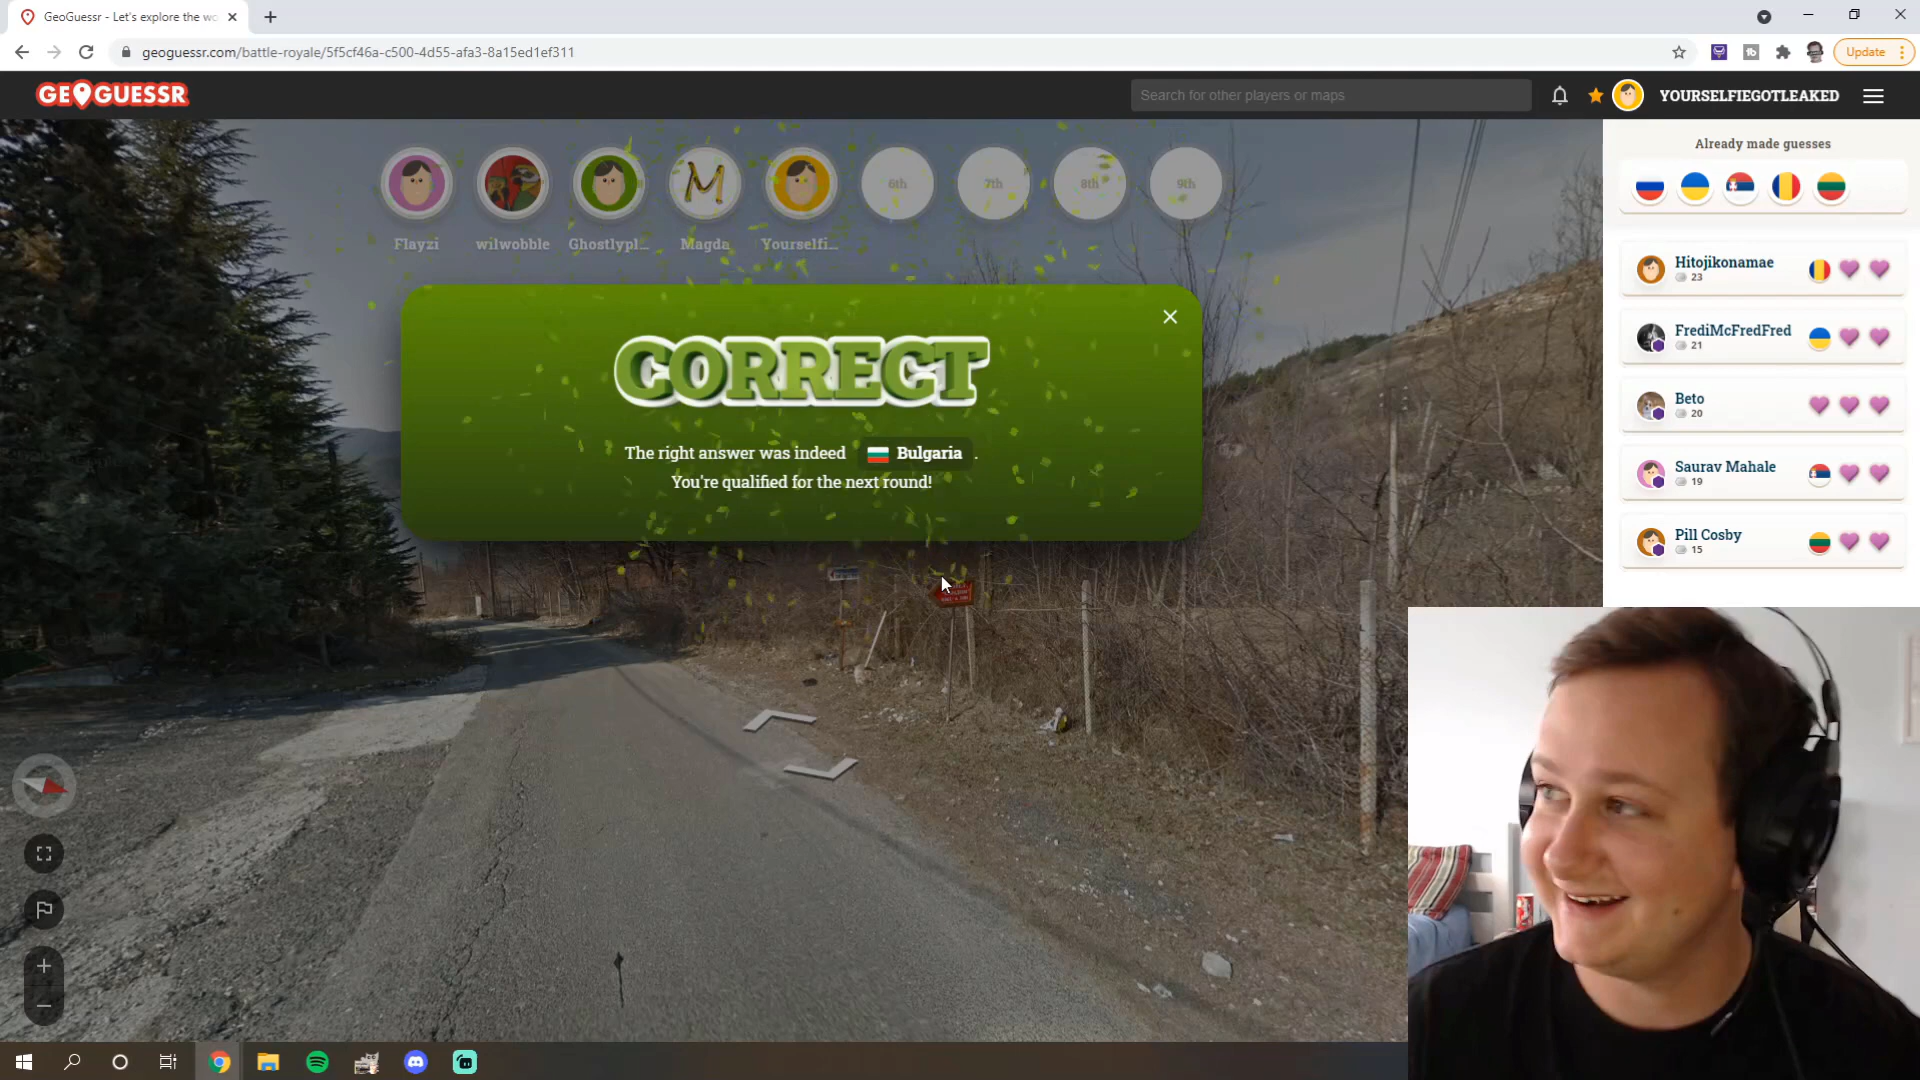 GeoGuessr - Let's explore the wo
geoguessr.com/battle-royale/5f5cf46a-c500-4d55-afa3-8a15ed1ef311
Update
GEOGUESSR
Search for other players or maps
YOURSELFIEGOTLEAKED
M
6th
7th
8th
9th
Flayzi
wilwobble
Ghostlypl...
Magda
Yourselfi...
CORRECT
The right answer was indeed Bulgaria .
You're qualified for the next round!
Already made guesses
Hitojikonamae
23
FrediMcFredFred
21
Beto
20
Saurav Mahale
19
Pill Cosby
15